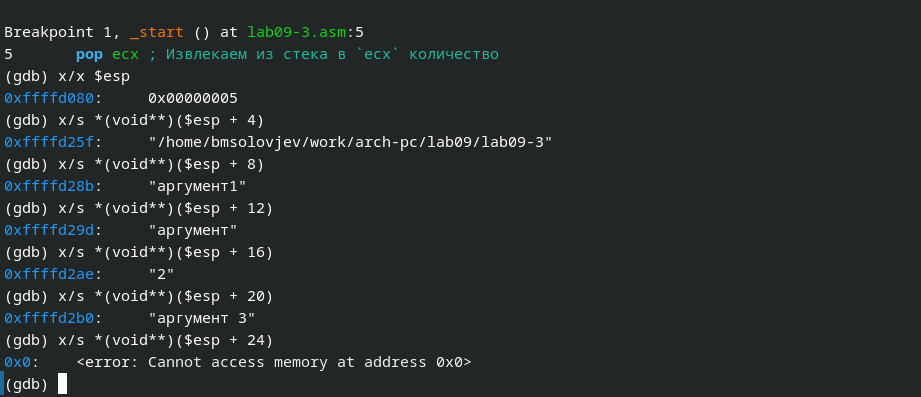 Breakpoint 1, _start () at lab09-3.asm:5
5       pop ecx ; Извлекаем из стека в `ecx` количество
(gdb) x/x $esp
0xffffd080:     0x00000005
(gdb) x/s *(void**)($esp + 4)
0xffffd25f:     "/home/bmsolovjev/work/arch-pc/lab09/lab09-3"
(gdb) x/s *(void**)($esp + 8)
0xffffd28b:     "аргумент1"
(gdb) x/s *(void**)($esp + 12)
0xffffd29d:     "аргумент"
(gdb) x/s *(void**)($esp + 16)
0xffffd2ae:     "2"
(gdb) x/s *(void**)($esp + 20)
0xffffd2b0:     "аргумент 3"
(gdb) x/s *(void**)($esp + 24)
0x0:    <error: Cannot access memory at address 0x0>
(gdb)